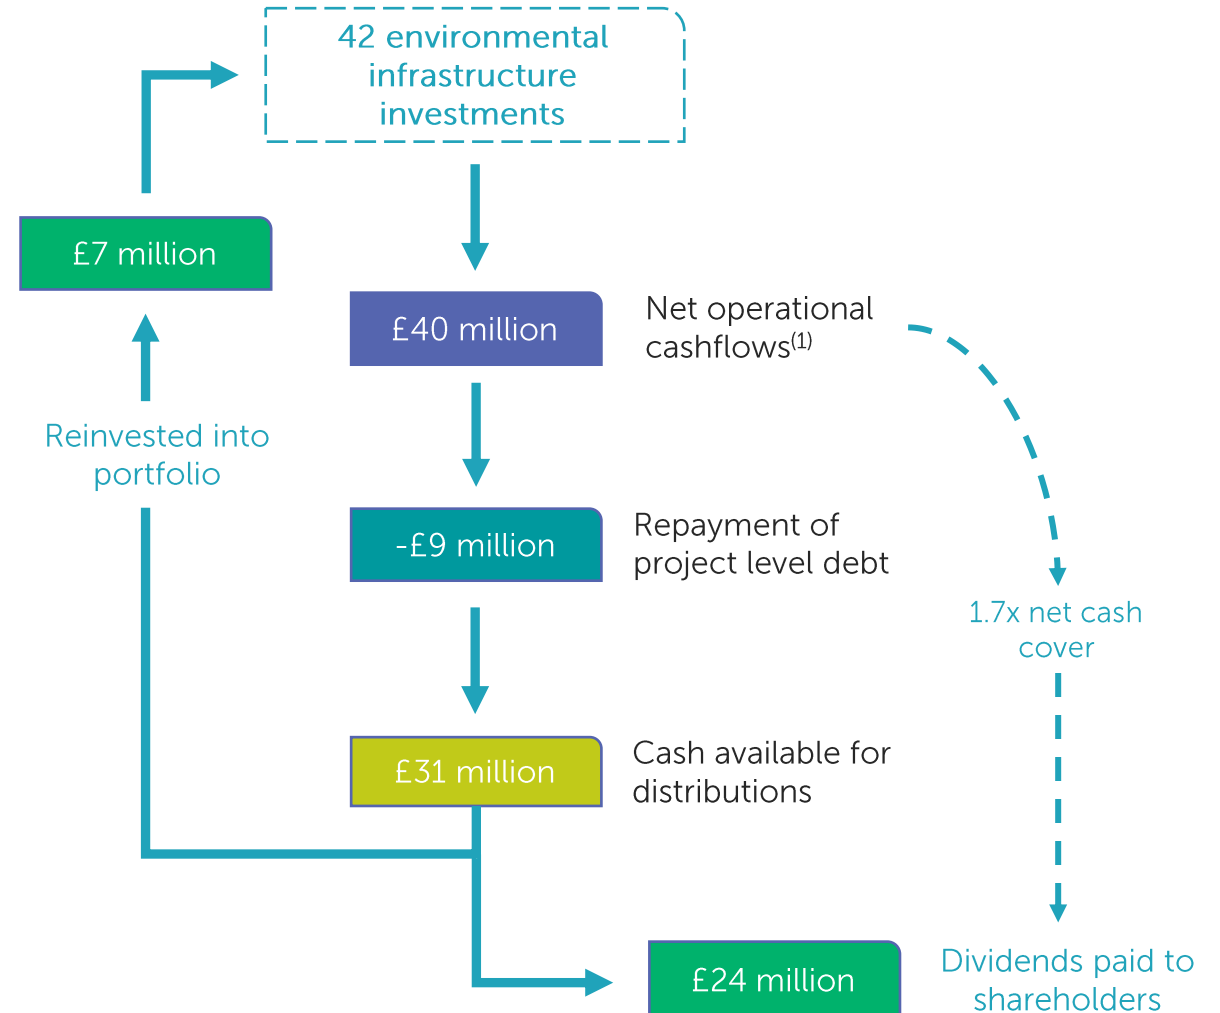 42 environmental
infrastructure
investments
£7 million
£40 million
Net operational
cashflows(1)
Reinvested into
portfolio
-£9 million
Repayment of
project level debt
1.7x net cash
cover
£31 million
Cash available for
distributions
£24 million
Dividends paid to
shareholders